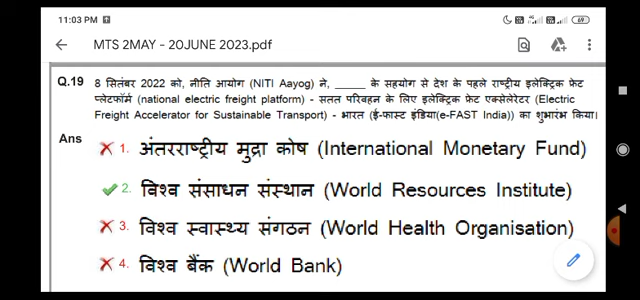 11:03 PM
69
MTS 2MAY - 20JUNE 2023.pdf
Q.19 8 सितंबर 2022 को, नीति आयोग (NITI Aayog) ने, _____ के सहयोग से देश के पहले राष्ट्रीय इलेक्ट्रिक फ्रेट
प्लेटफॉर्म (national electric freight platform) - सतत परिवहन के लिए इलेक्ट्रिक फ्रेट एक्सेलेरेटर (Electric
Freight Accelerator for Sustainable Transport) - भारत (ई-फास्ट इंडिया(e-FAST India)) का शुभारंभ किया।
Ans 1. अंतरराष्ट्रीय मुद्रा कोष (International Monetary Fund)
2. विश्व संसाधन संस्थान (World Resources Institute)
3. विश्व स्वास्थ्य संगठन (World Health Organisation)
4. विश्व बैंक (World Bank)